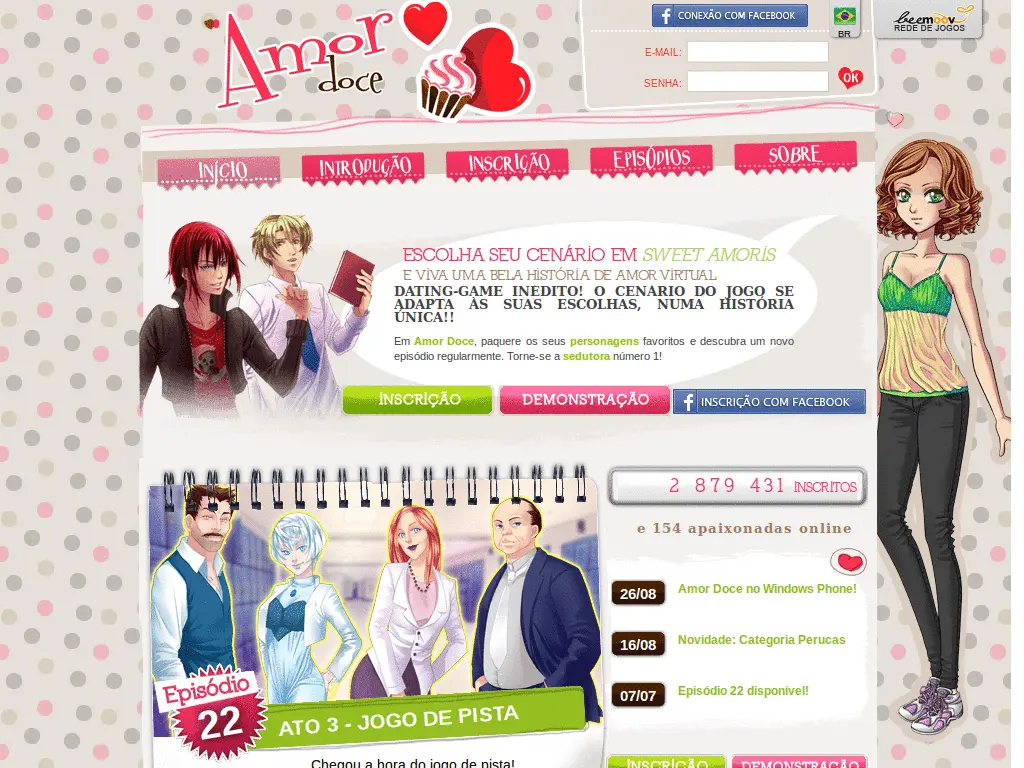 Amor
doce
CONEXÃO COM FACEBOOK
BR
beemoov
REDE DE JOGOS
E-MAIL:
SENHA:
OK
INÍCIO
INTRODUÇÃO
INSCRIÇÃO
EPISÓDIOS
SOBRE
ESCOLHA SEU CENÁRIO EM SWEET AMORIS
E VIVA UMA BELA HISTÓRIA DE AMOR VIRTUAL
DATING-GAME INEDITO! O CENARIO DO JOGO SE
ADAPTA ÀS SUAS ESCOLHAS, NUMA HISTÓRIA
ÚNICA!!
Em Amor Doce, paquere os seus personagens favoritos e descubra um novo
episódio regularmente. Torne-se a sedutora número 1!
INSCRIÇÃO
DEMONSTRAÇÃO
INSCRIÇÃO COM FACEBOOK
2 879 431 INSCRITOS
e 154 apaixonadas online
26/08 Amor Doce no Windows Phone!
16/08 Novidade: Categoria Perucas
07/07 Episódio 22 disponível!
Episódio
22
ATO 3 - JOGO DE PISTA
Chegou a hora do jogo de pista!
INSCRIÇÃO
DEMONSTRAÇÃO